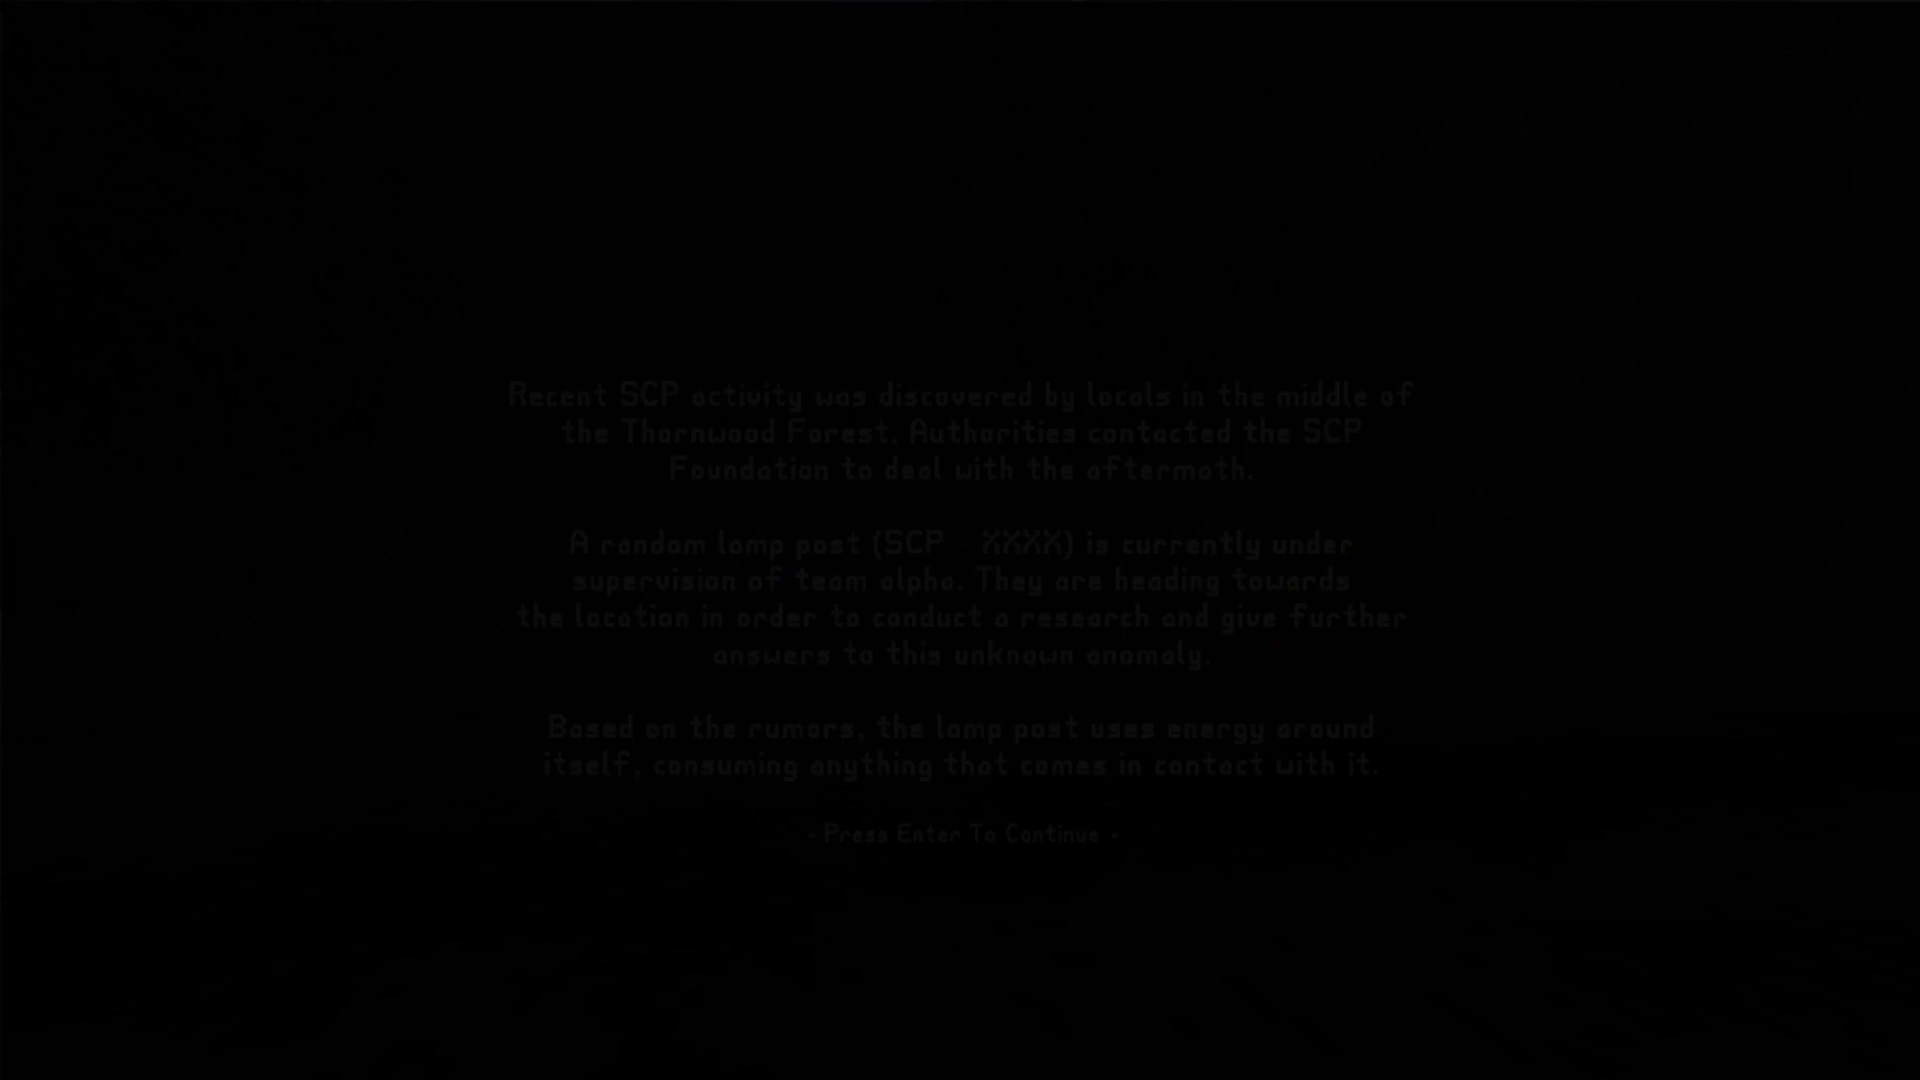 Recent SCP activity was discovered by locals in the middle of
the Thornwood Forest. Authorities contacted the SCP
Foundation to deal with the aftermath.
A random lamp post (SCP - XXXX) is currently under
supervision of team alpha. They are heading towards
the location in order to conduct a research and give further
answers to this unknown anomaly.
Based on the rumors, the lamp post uses energy around
itself, consuming anything that comes in contact with it.
- Press Enter To Continue -